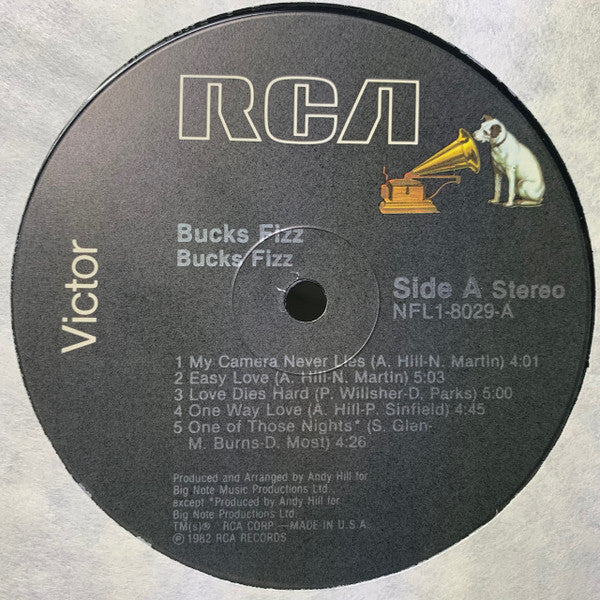 RCA
Victor
Bucks Fizz
Bucks Fizz
Side A Stereo
NFL1-8029-A
1 My Camera Never Lies (A. Hill-N. Martin) 4:01
2 Easy Love (A. Hill-N. Martin) 5:03
3 Love Dies Hard (P. Willsher-D. Parks) 5:00
4 One Way Love (A. Hill-P. Sinfield) 4:45
5 One of Those Nights* (S. Glen-
M. Burns-D. Most) 4:26
Produced and Arranged by Andy Hill for
Big Note Music Productions Ltd.,
except *Produced by Andy Hill for
Big Note Productions Ltd.
TM(s)® RCA CORP.—MADE IN U.S.A.
℗1982 RCA RECORDS